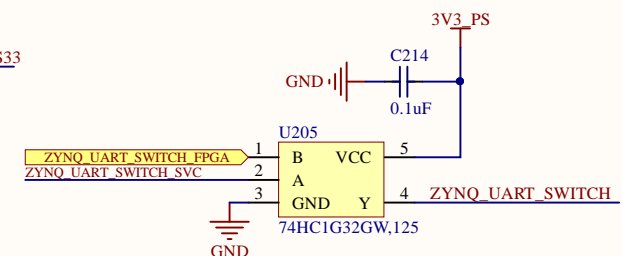 3V3_PS
S33
C214
GND
0.1uF
U205
ZYNQ_UART_SWITCH_FPGA 1 B VCC 5
ZYNQ_UART_SWITCH_SVC 2 A
3 GND Y 4 ZYNQ_UART_SWITCH
74HC1G32GW,125
GND